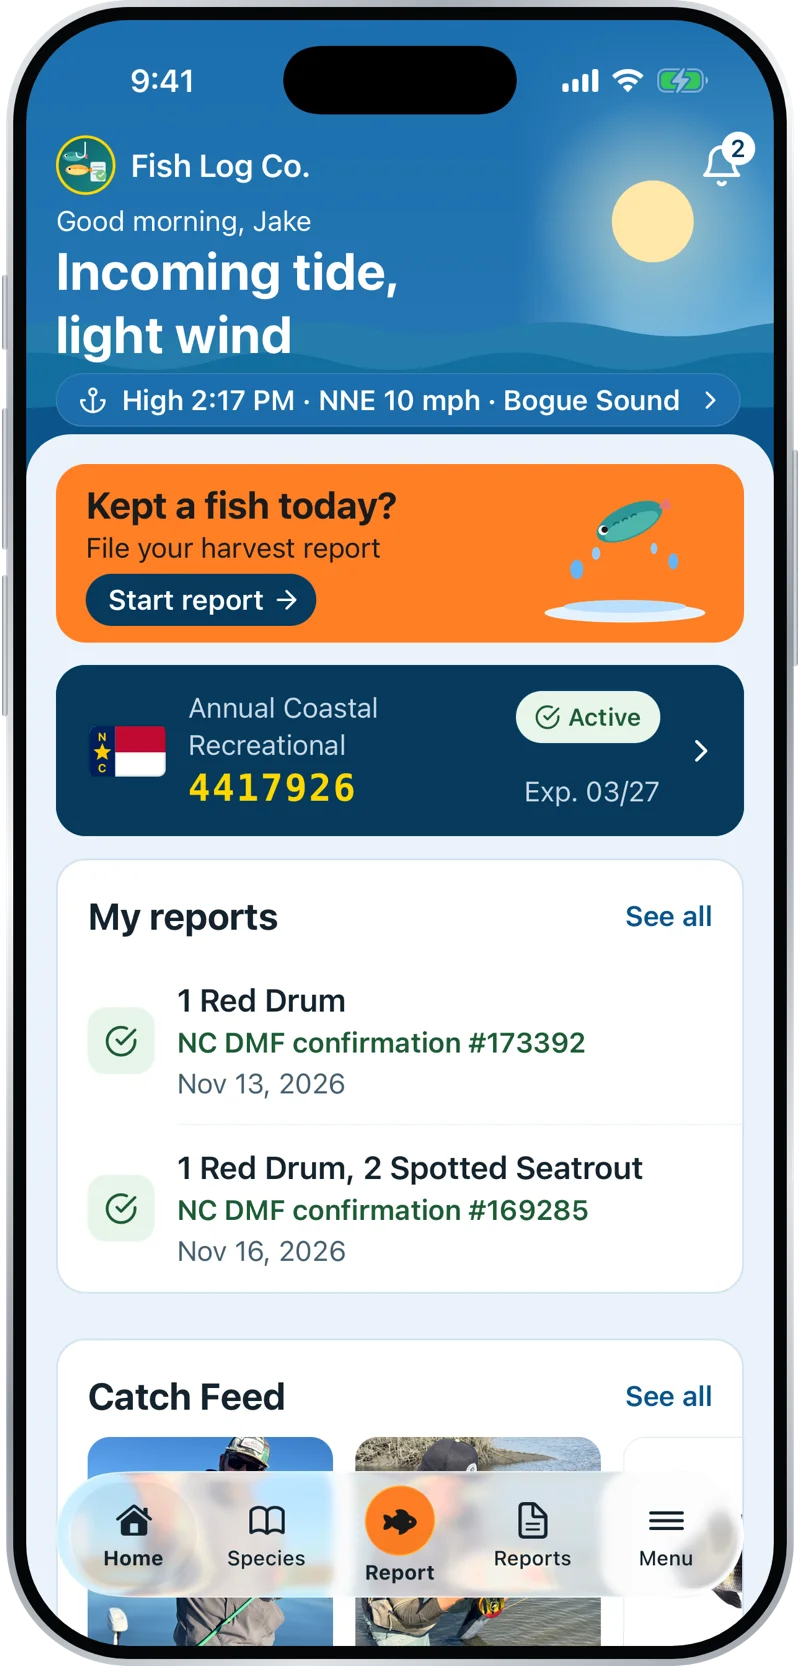 9:41
Fish Log Co.
2
Good morning, Jake
Incoming tide,
light wind
High 2:17 PM · NNE 10 mph · Bogue Sound
Kept a fish today?
File your harvest report
Start report →
N
C
Annual Coastal
Recreational
4417926
Active
Exp. 03/27
My reports
See all
1 Red Drum
NC DMF confirmation #173392
Nov 13, 2026
1 Red Drum, 2 Spotted Seatrout
NC DMF confirmation #169285
Nov 16, 2026
Catch Feed
See all
Home
Species
Report
Reports
Menu